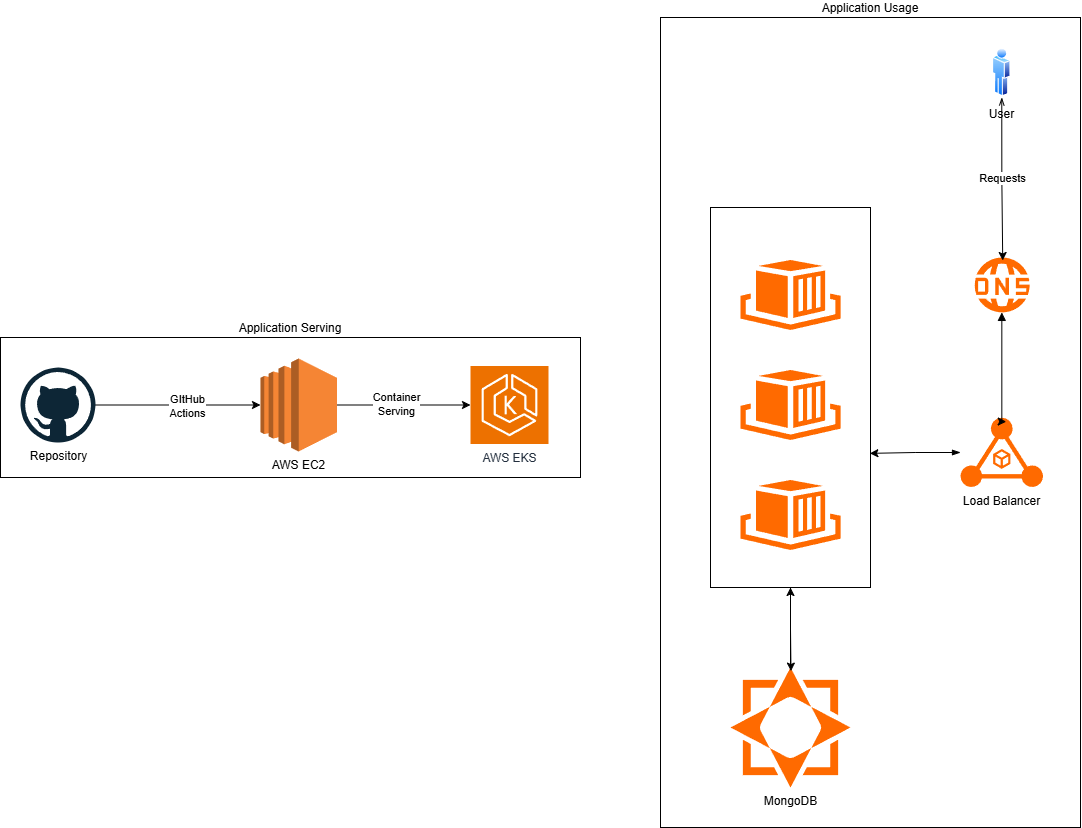 Application Usage
User
Requests
DNS
Load Balancer
MongoDB
Application Serving
GItHub
Actions
Container
Serving
K
Repository
AWS EC2
AWS EKS